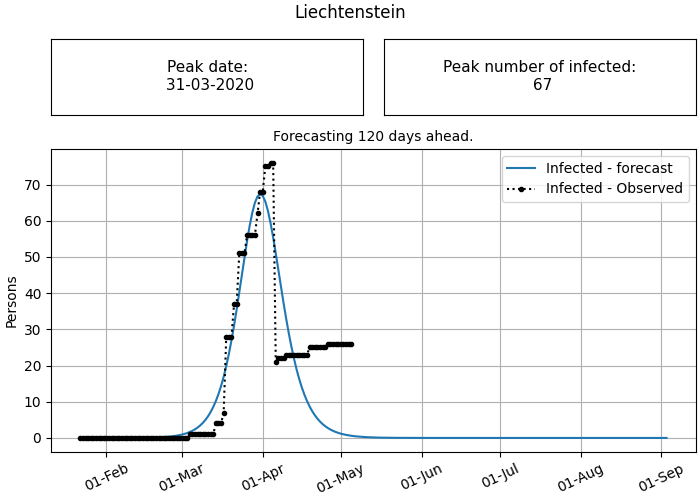 Liechtenstein
Peak date:
31-03-2020
Peak number of infected:
67
Forecasting 120 days ahead.
Infected - forecast
Infected - Observed
Persons
70
60
50
40
30
20
10
0
01-Feb
01-Mar
01-Apr
01-May
01-Jun
01-Jul
01-Aug
01-Sep